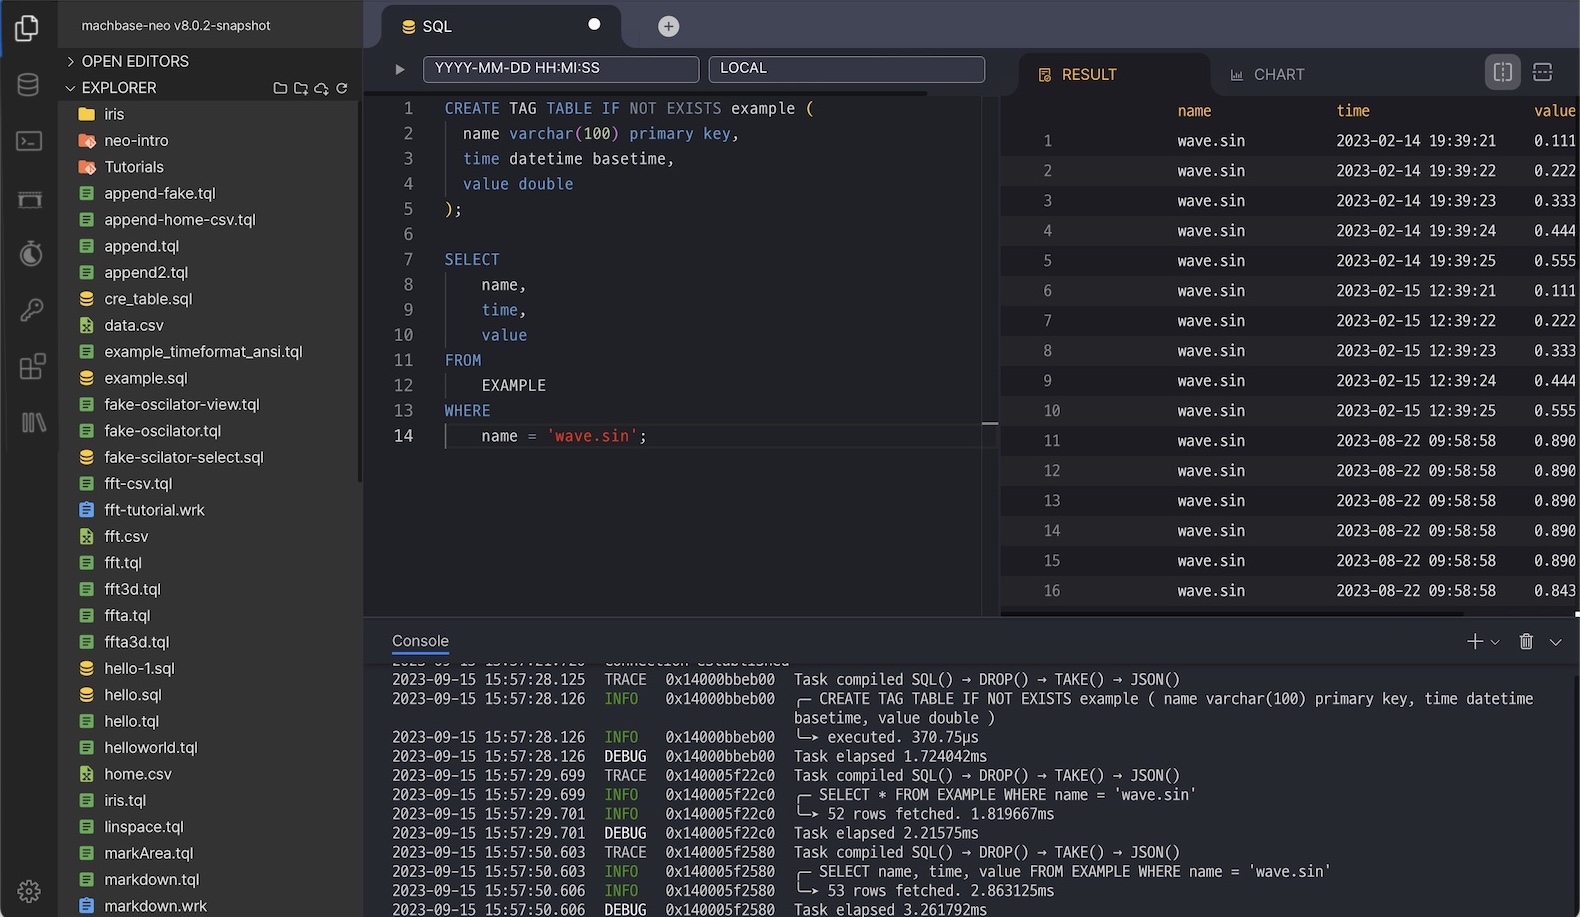 machbase-neo v8.0.2-snapshot
OPEN EDITORS
EXPLORER
iris
neo-intro
Tutorials
append-fake.tql
append-home-csv.tql
append.tql
append2.tql
cre_table.sql
data.csv
example_timeformat_ansi.tql
example.sql
fake-oscilator-view.tql
fake-oscilator.tql
fake-scilator-select.sql
fft-csv.tql
fft-tutorial.wrk
fft.csv
fft.tql
fft3d.tql
ffta.tql
ffta3d.tql
hello-1.sql
hello.sql
hello.tql
helloworld.tql
home.csv
iris.tql
linspace.tql
markArea.tql
markdown.tql
markdown.wrk
SQL
YYYY-MM-DD HH:MI:SS
LOCAL
1 CREATE TAG TABLE IF NOT EXISTS example (
2 name varchar(100) primary key,
3 time datetime basetime,
4 value double
5 );
6
7 SELECT
8 name,
9 time,
10 value
11 FROM
12 EXAMPLE
13 WHERE
14 name = 'wave.sin';
RESULT
CHART
name time value
1 wave.sin 2023-02-14 19:39:21 0.111
2 wave.sin 2023-02-14 19:39:22 0.222
3 wave.sin 2023-02-14 19:39:23 0.333
4 wave.sin 2023-02-14 19:39:24 0.444
5 wave.sin 2023-02-14 19:39:25 0.555
6 wave.sin 2023-02-15 12:39:21 0.111
7 wave.sin 2023-02-15 12:39:22 0.222
8 wave.sin 2023-02-15 12:39:23 0.333
9 wave.sin 2023-02-15 12:39:24 0.444
10 wave.sin 2023-02-15 12:39:25 0.555
11 wave.sin 2023-08-22 09:58:58 0.890
12 wave.sin 2023-08-22 09:58:58 0.890
13 wave.sin 2023-08-22 09:58:58 0.890
14 wave.sin 2023-08-22 09:58:58 0.890
15 wave.sin 2023-08-22 09:58:58 0.890
16 wave.sin 2023-08-22 09:58:58 0.843
Console
2023-09-15 15:57:28.125 TRACE 0x14000bbeb00 Task compiled SQL() → DROP() → TAKE() → JSON()
2023-09-15 15:57:28.126 INFO 0x14000bbeb00 ╭─ CREATE TAG TABLE IF NOT EXISTS example ( name varchar(100) primary key, time datetime
basetime, value double )
2023-09-15 15:57:28.126 INFO 0x14000bbeb00 ╰─➤ executed. 370.75µs
2023-09-15 15:57:28.126 DEBUG 0x14000bbeb00 Task elapsed 1.724042ms
2023-09-15 15:57:29.699 TRACE 0x140005f22c0 Task compiled SQL() → DROP() → TAKE() → JSON()
2023-09-15 15:57:29.699 INFO 0x140005f22c0 ╭─ SELECT * FROM EXAMPLE WHERE name = 'wave.sin'
2023-09-15 15:57:29.701 INFO 0x140005f22c0 ╰─➤ 52 rows fetched. 1.819667ms
2023-09-15 15:57:29.701 DEBUG 0x140005f22c0 Task elapsed 2.21575ms
2023-09-15 15:57:50.603 TRACE 0x140005f2580 Task compiled SQL() → DROP() → TAKE() → JSON()
2023-09-15 15:57:50.603 INFO 0x140005f2580 ╭─ SELECT name, time, value FROM EXAMPLE WHERE name = 'wave.sin'
2023-09-15 15:57:50.606 INFO 0x140005f2580 ╰─➤ 53 rows fetched. 2.863125ms
2023-09-15 15:57:50.606 DEBUG 0x140005f2580 Task elapsed 3.261792ms